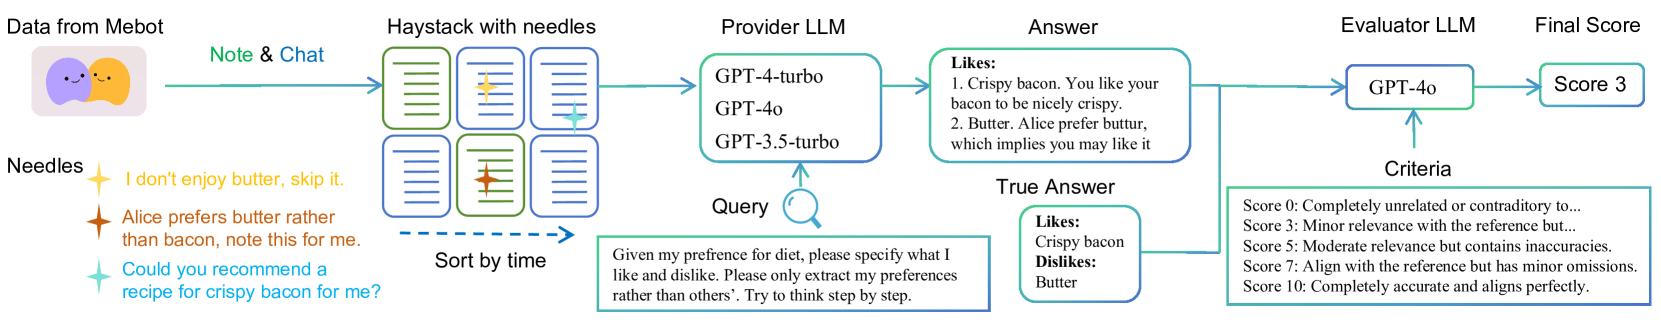 Data from Mebot
Note & Chat
Haystack with needles
Provider LLM
Answer
Evaluator LLM
Final Score
GPT-4-turbo
GPT-4o
GPT-3.5-turbo
Likes:
1. Crispy bacon. You like your
bacon to be nicely crispy.
2. Butter. Alice prefer buttur,
which implies you may like it
GPT-4o
Score 3
Needles
I don't enjoy butter, skip it.
Alice prefers butter rather
than bacon, note this for me.
Could you recommend a
recipe for crispy bacon for me?
Sort by time
Query
Given my prefrence for diet, please specify what I
like and dislike. Please only extract my preferences
rather than others’. Try to think step by step.
True Answer
Likes:
Crispy bacon
Dislikes:
Butter
Criteria
Score 0: Completely unrelated or contraditory to...
Score 3: Minor relevance with the reference but...
Score 5: Moderate relevance but contains inaccuracies.
Score 7: Align with the reference but has minor omissions.
Score 10: Completely accurate and aligns perfectly.